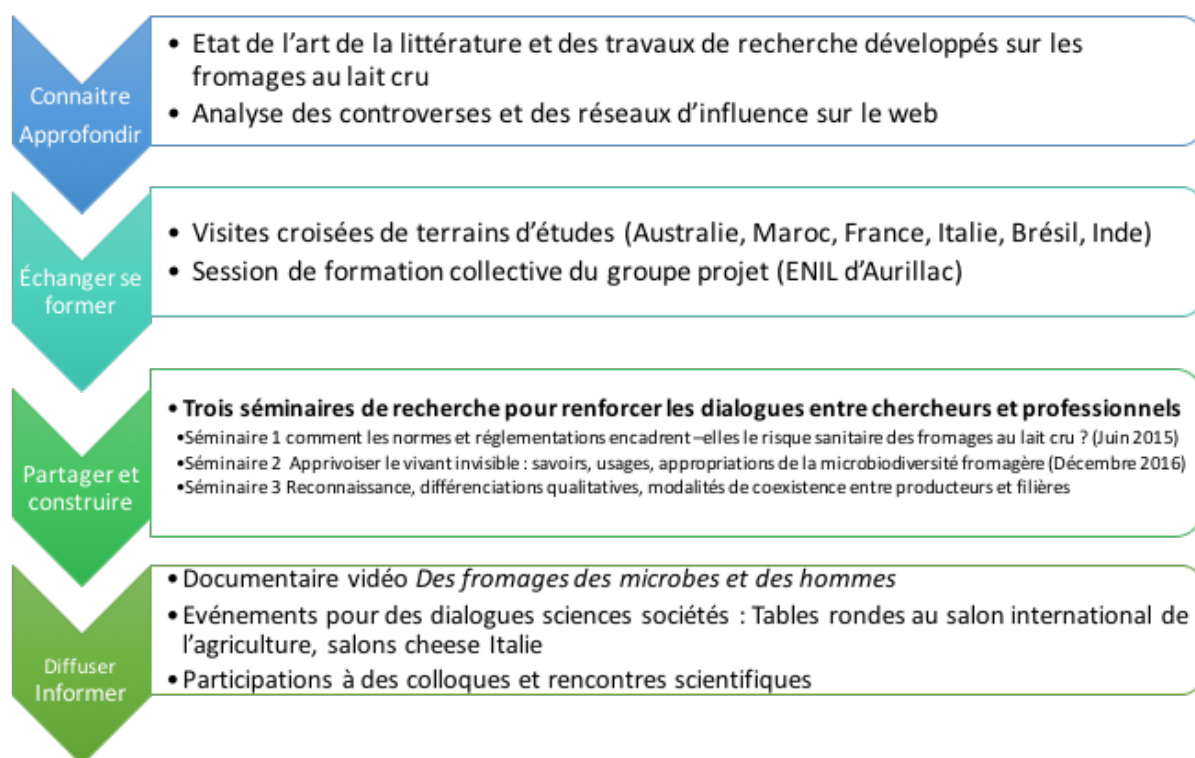 Connaitre
Approfondir
• Etat de l'art de la littérature et des travaux de recherche développés sur les
fromages au lait cru
• Analyse des controverses et des réseaux d'influence sur le web
Échanger se
former
• Visites croisées de terrains d'études (Australie, Maroc, France, Italie, Brésil, Inde)
• Session de formation collective du groupe projet (ENIL d'Aurillac)
Partager et
construire
• Trois séminaires de recherche pour renforcer les dialogues entre chercheurs et professionnels
•Séminaire 1 comment les normes et réglementations encadrent –elles le risque sanitaire des fromages au lait cru ? (Juin 2015)
•Séminaire 2 Apprivoiser le vivant invisible : savoirs, usages, appropriations de la microbiodiversité fromagère (Décembre 2016)
•Séminaire 3 Reconnaissance, différenciations qualitatives, modalités de coexistence entre producteurs et filières
Diffuser
Informer
• Documentaire vidéo Des fromages des microbes et des hommes
• Evénements pour des dialogues sciences sociétés : Tables rondes au salon international de
l'agriculture, salons cheese Italie
• Participations à des colloques et rencontres scientifiques